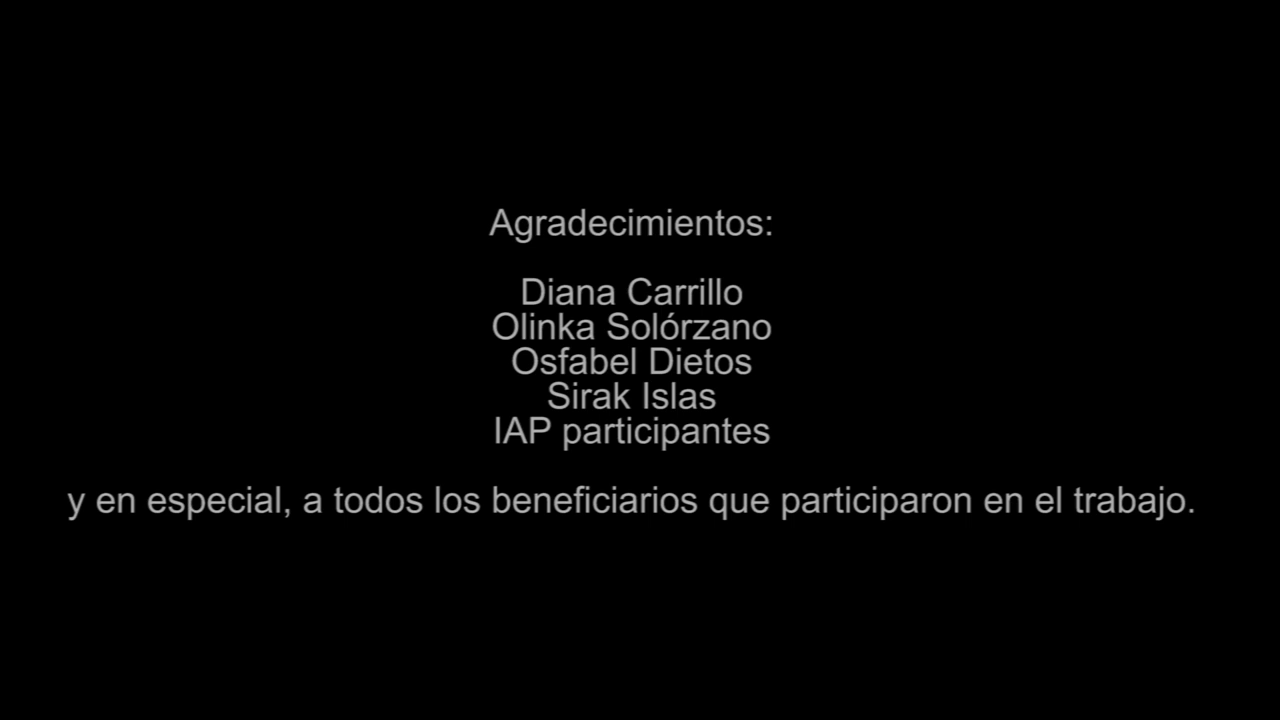 Agradecimientos:
Diana Carrillo
Olinka Solórzano
Osfabel Dietos
Sirak Islas
IAP participantes
y en especial, a todos los beneficiarios que participaron en el trabajo.